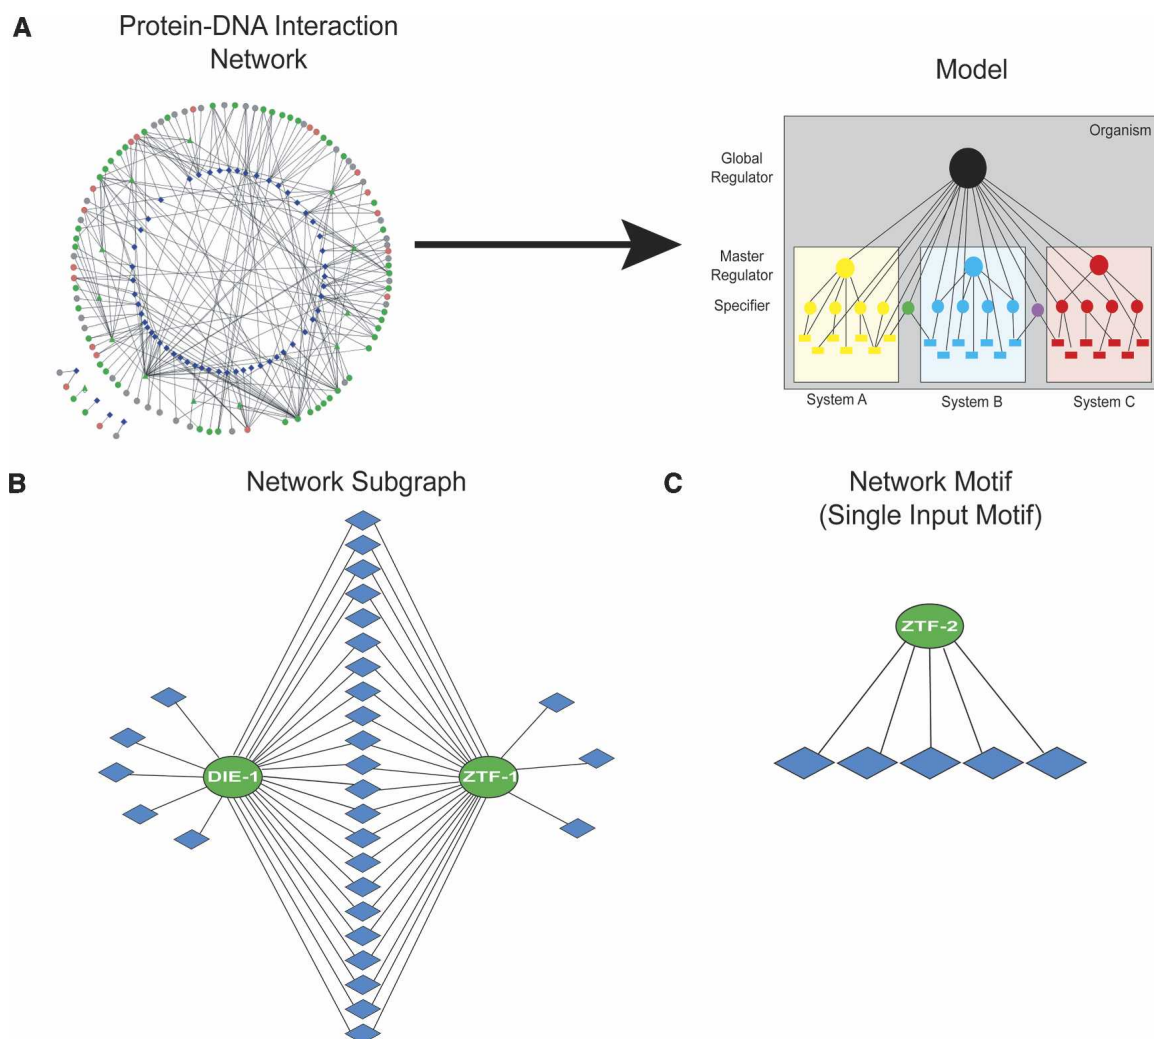 A
Protein-DNA Interaction
Network
Model
Organism
Global
Regulator
Master
Regulator
Specifier
System A
System B
System C
B
Network Subgraph
DIE-1
ZTF-1
C
Network Motif
(Single Input Motif)
ZTF-2